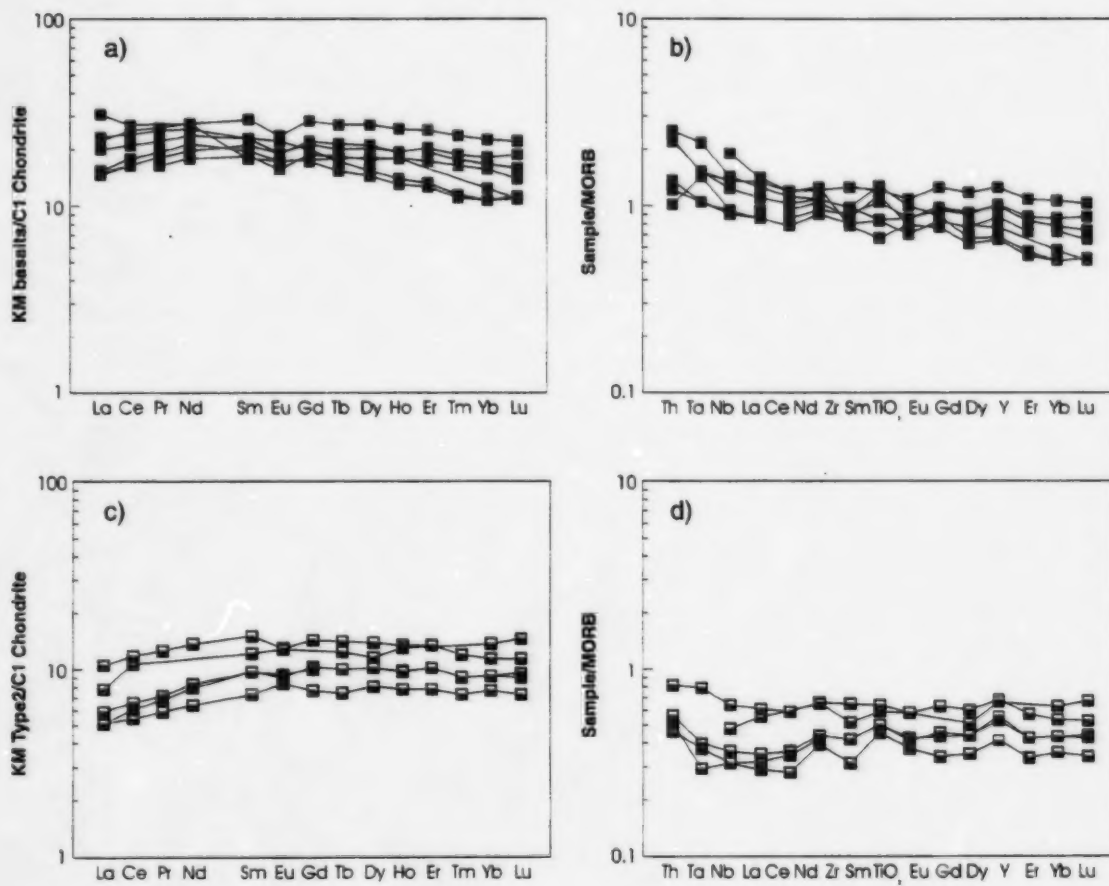 100
a)
10
1
KM basalts/C1 Chondrite
La Ce Pr Nd Sm Eu Gd Tb Dy Ho Er Tm Yb Lu
10
b)
1
0.1
Sample/MORB
Th Ta Nb La Ce Nd Zr Sm TiO₂ Eu Gd Dy Y Er Yb Lu
100
c)
10
1
KM Type2/C1 Chondrite
La Ce Pr Nd Sm Eu Gd Tb Dy Ho Er Tm Yb Lu
10
d)
1
0.1
Sample/MORB
Th Ta Nb La Ce Nd Zr Sm TiO₂ Eu Gd Dy Y Er Yb Lu